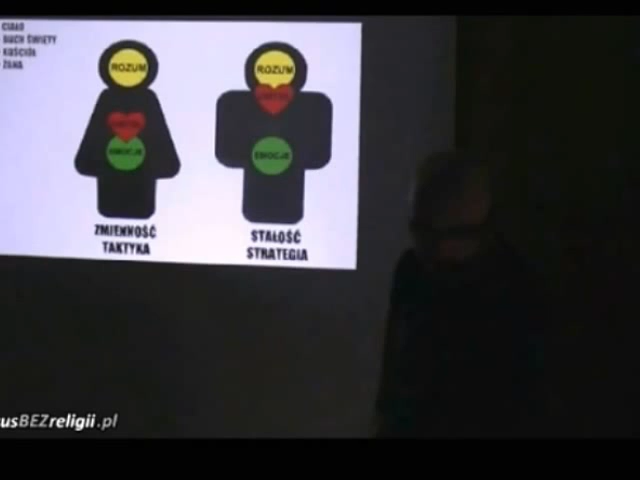 CIAŁO
DUCH ŚWIĘTY
KOŚCIÓŁ
ŻONA
ROZUM
EMOCJE
ZMIENNOŚĆ
TAKTYKA
ROZUM
EMOCJE
STAŁOŚĆ
STRATEGIA
usBEZreligii.pl